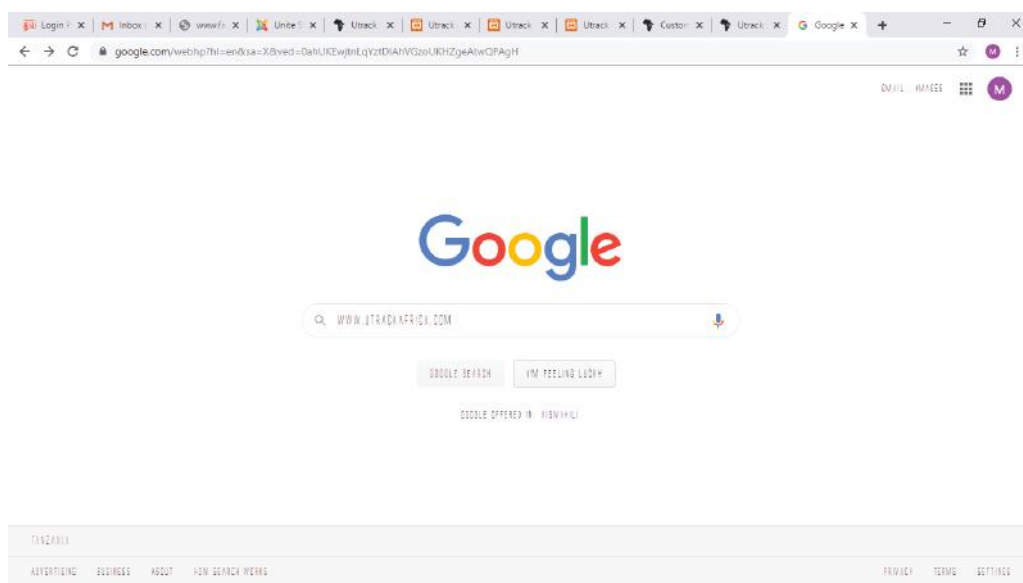 Login Inbox www./ Unite S Utrack Utrack Utrack Utrack Custom Utrack Google
google.com/webhp?hl=en&sa=X&ved=
M
GMAIL IMAGES M
Google
WWW.UTRACKAFRICA.COM
GOOGLE SEARCH I'M FEELING LUCKY
GOOGLE OFFERED IN: KISWAHILI
TANZANIA
ADVERTISING BUSINESS ABOUT HOW SEARCH WORKS PRIVACY TERMS SETTINGS